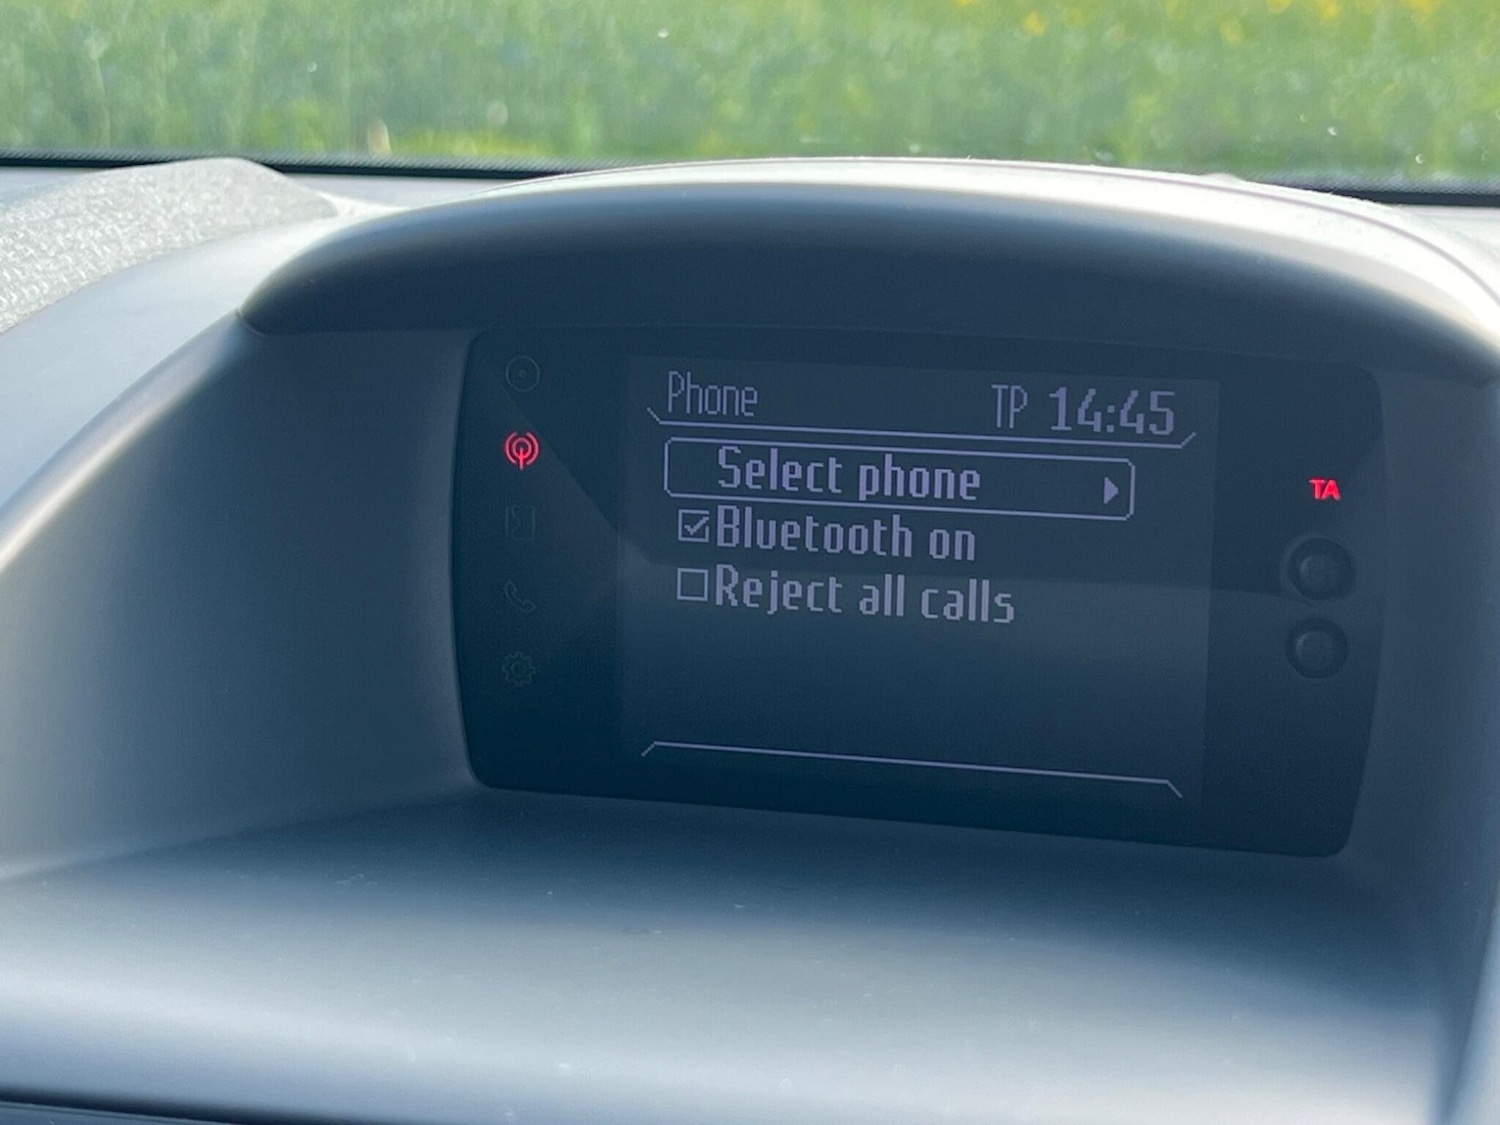 Phone TP 14:45
Select phone
TA
Bluetooth on
Reject all calls